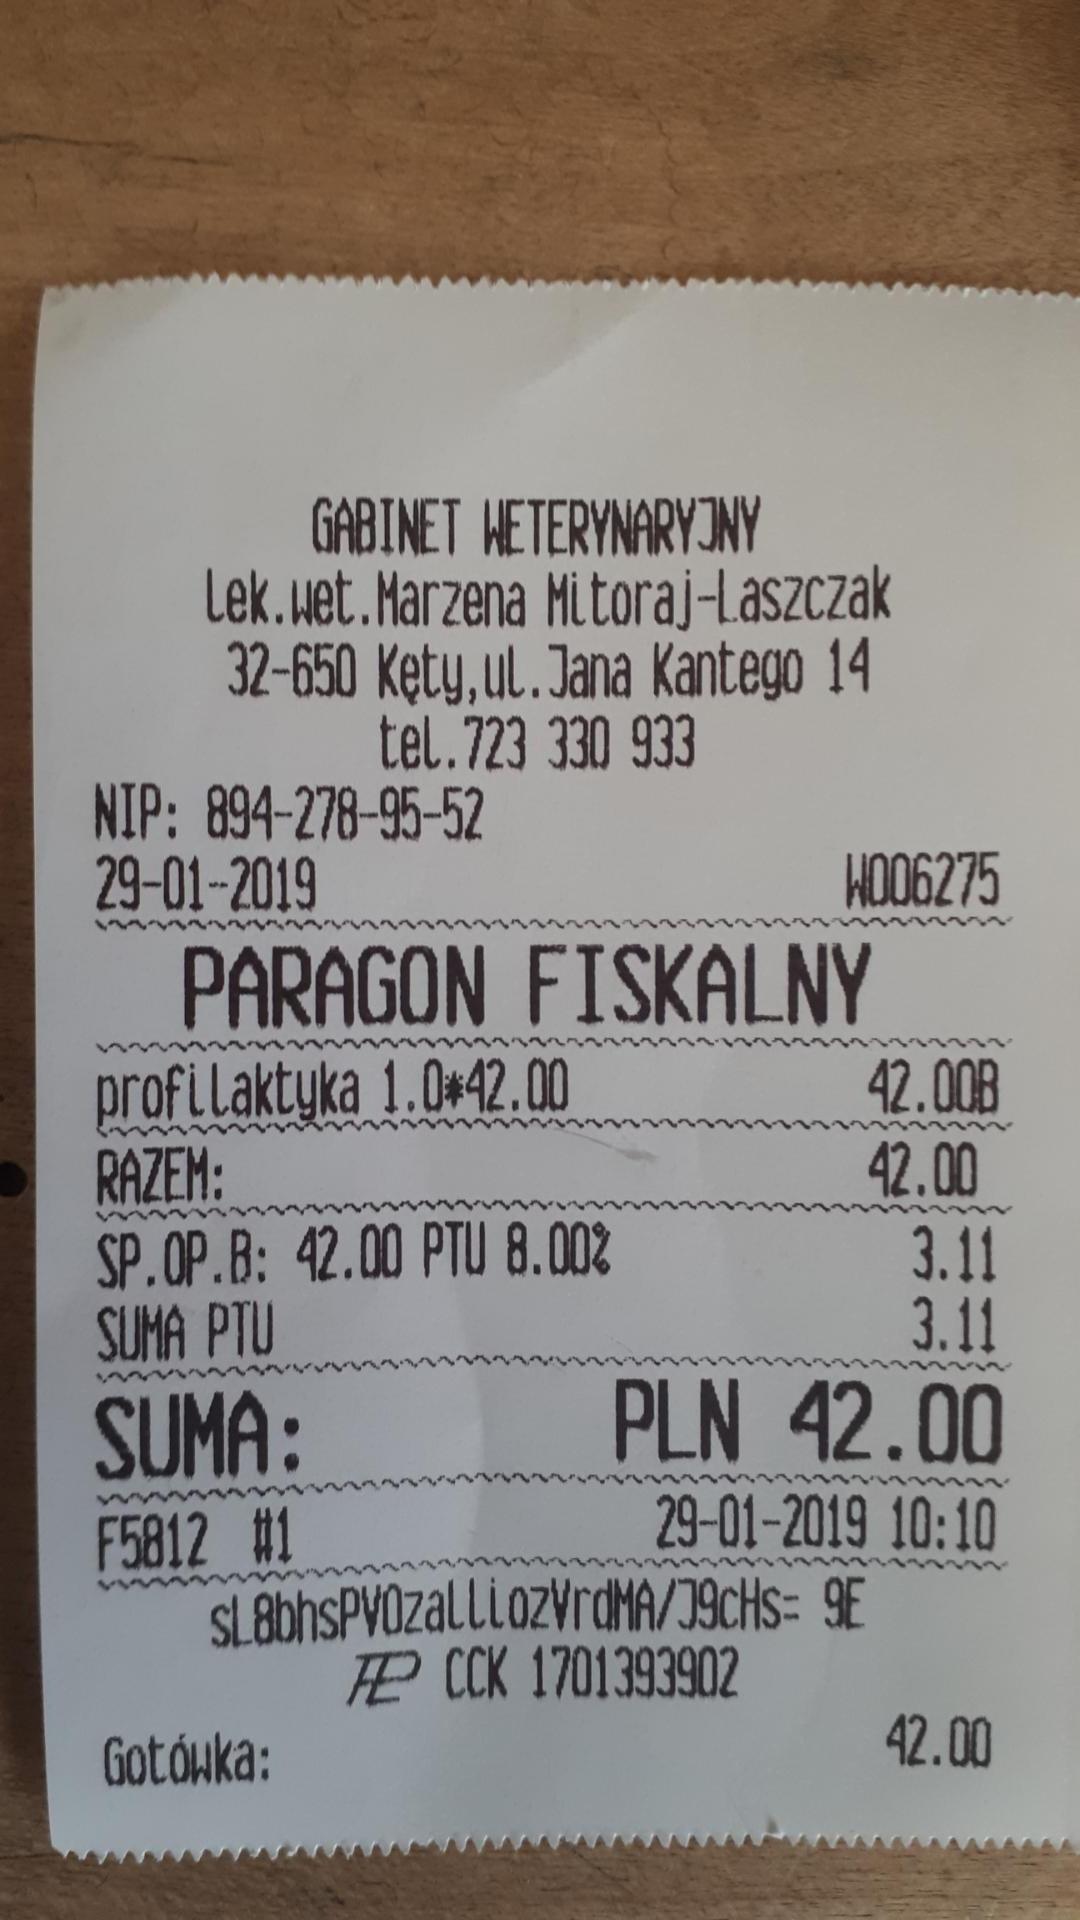 GABINET WETERYNARYJNY
lek.wet.Marzena Mitoraj-Laszczak
32-650 Kęty,ul.Jana Kantego 14
tel.723 330 933
NIP: 894-278-95-52
29-01-2019 W006275
PARAGON FISKALNY
profilaktyka 1.0*42.00 42.00B
RAZEM: 42.00
SP.OP.B: 42.00 PTU 8.00% 3.11
SUMA PTU 3.11
SUMA: PLN 42.00
F5812 #1 29-01-2019 10:10
sL8bhsPVOzalliozVrdMA/J9cHs= 9E
CCK 1701393902
Gotówka: 42.00